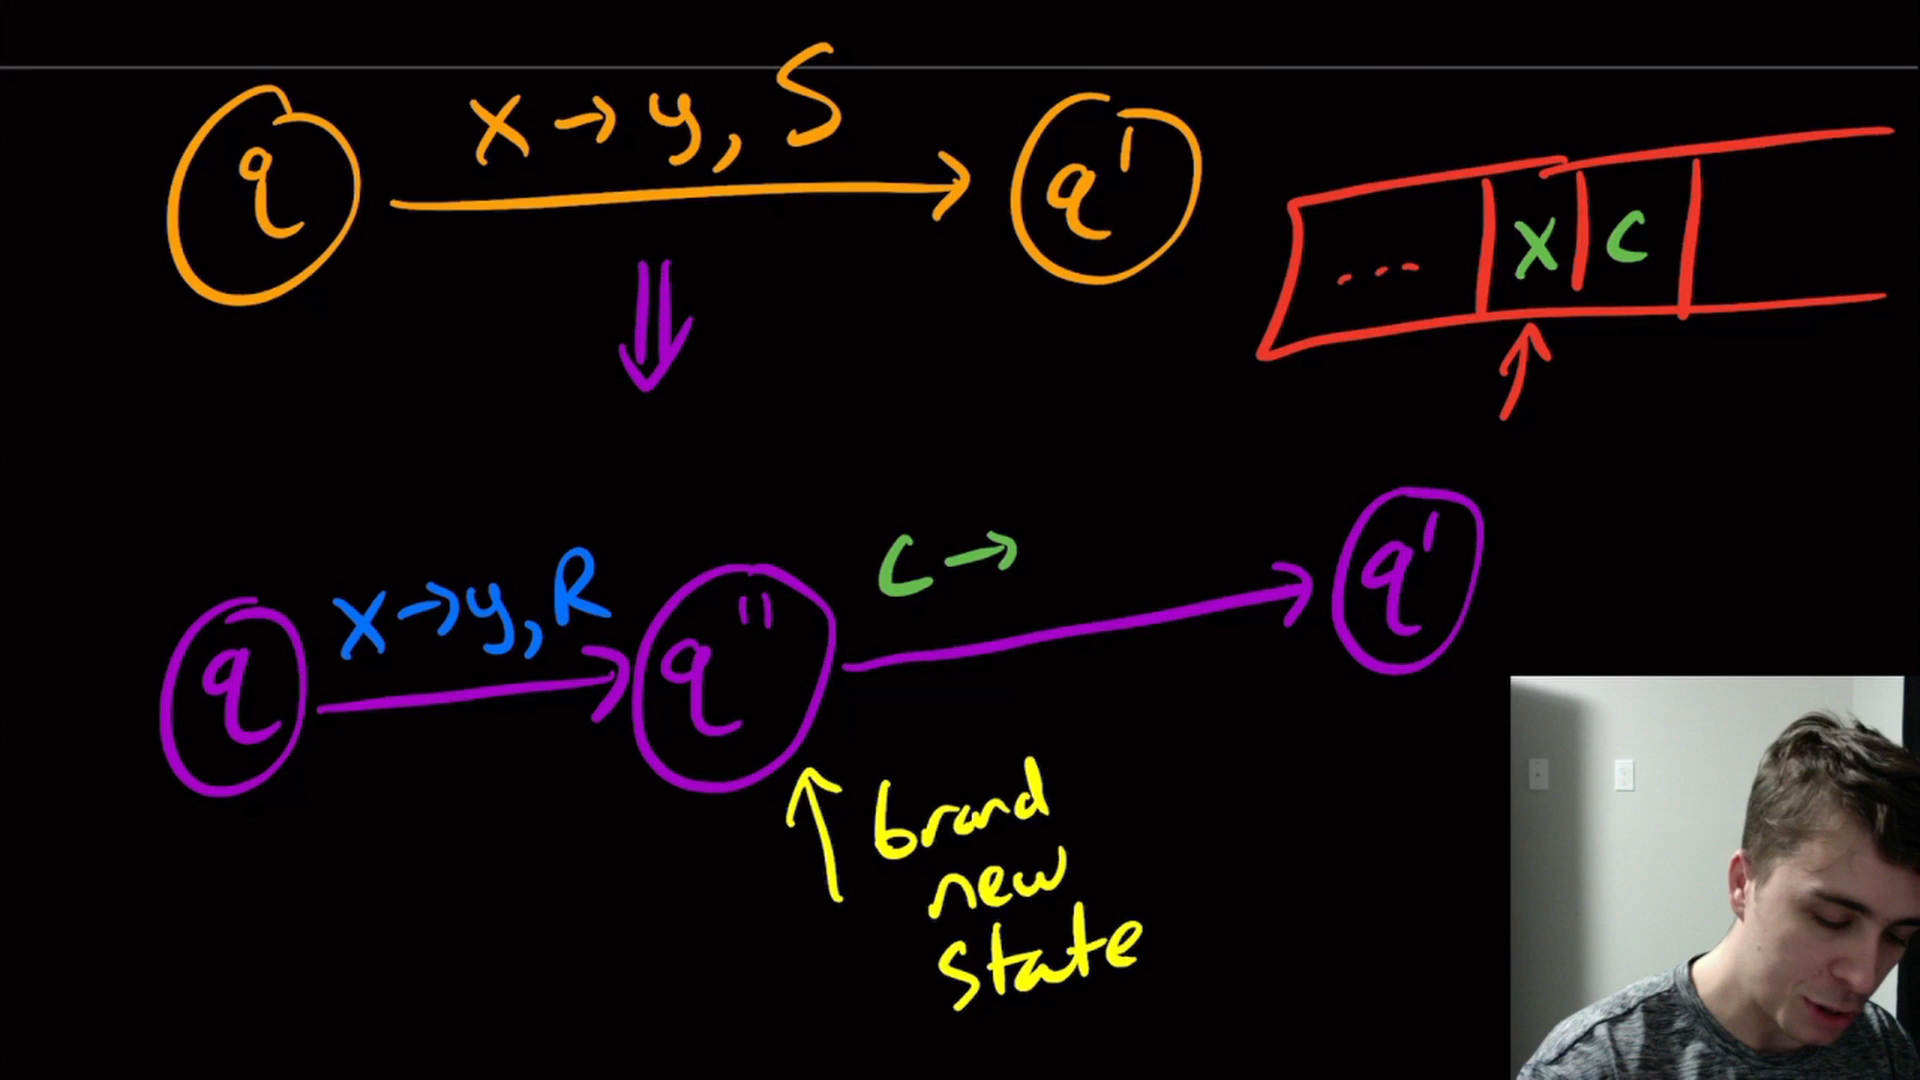 q x → y, S q'
... x c
q x → y, R q'' c → q'
brand
new
state